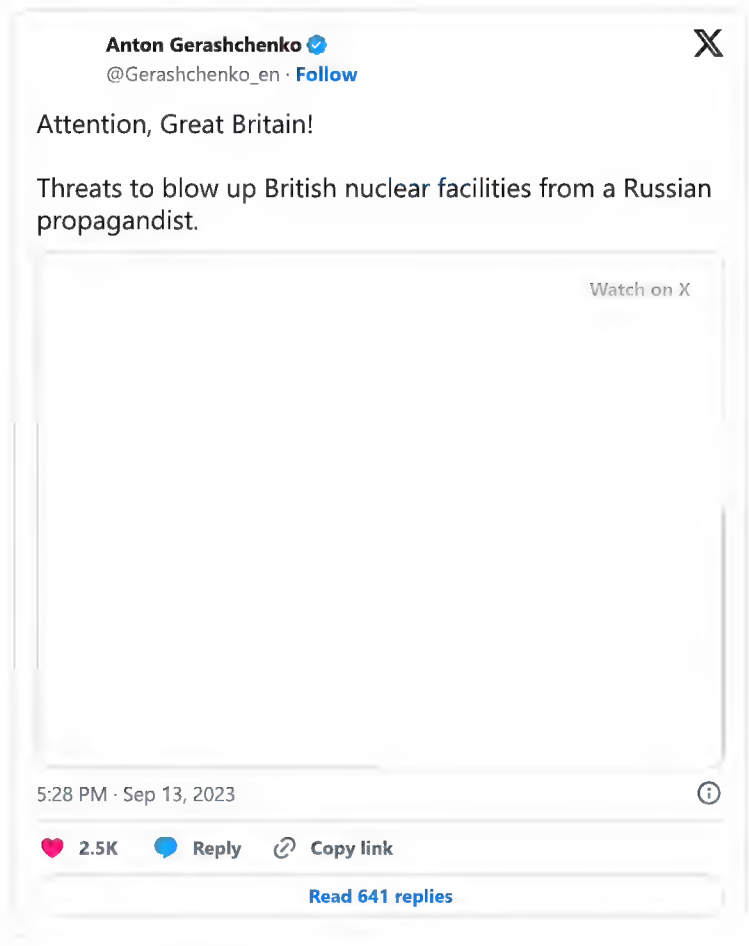 Anton Gerashchenko
@Gerashchenko_en · Follow
Attention, Great Britain!
Threats to blow up British nuclear facilities from a Russian
propagandist.
Watch on X
5:28 PM · Sep 13, 2023
2.5K Reply Copy link
Read 641 replies